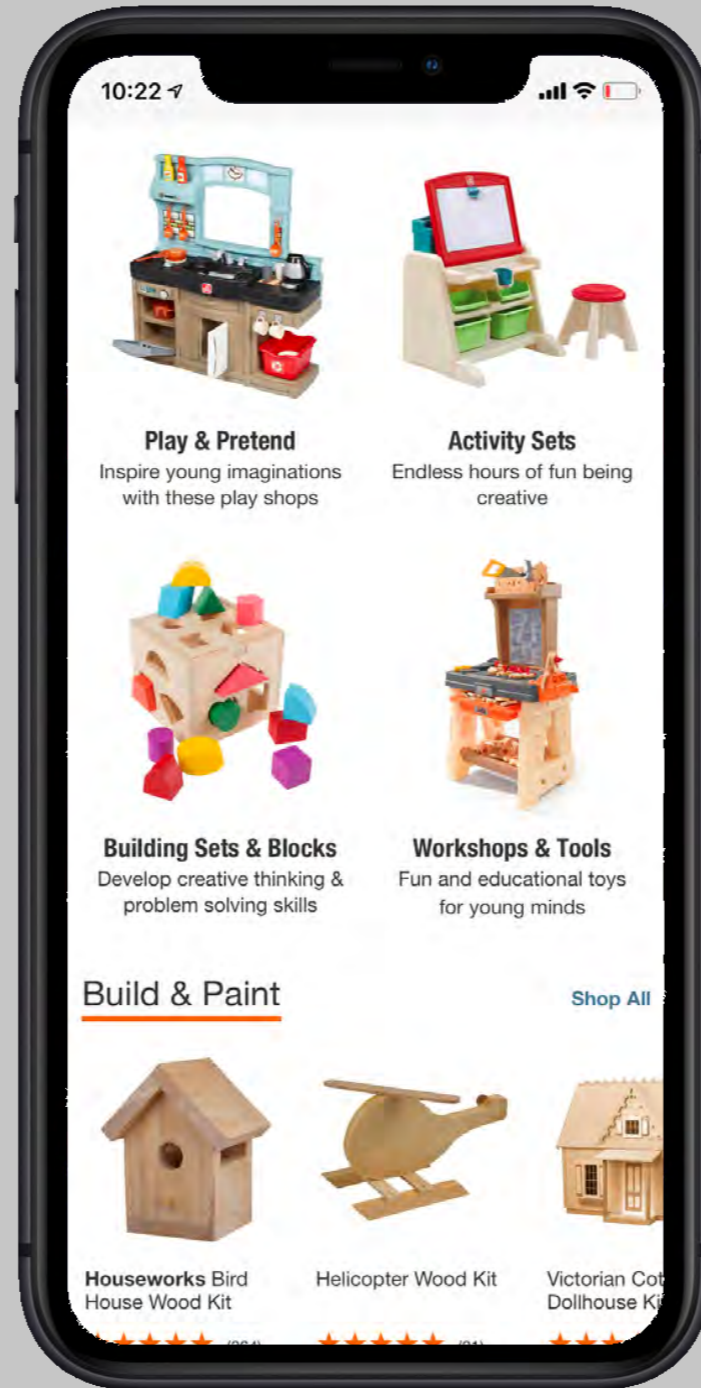 10:22
Play & Pretend
Inspire young imaginations
with these play shops
Activity Sets
Endless hours of fun being
creative
Building Sets & Blocks
Develop creative thinking &
problem solving skills
Workshops & Tools
Fun and educational toys
for young minds
Build & Paint
Shop All
Houseworks Bird
House Wood Kit
Helicopter Wood Kit
Victorian
Dollhouse